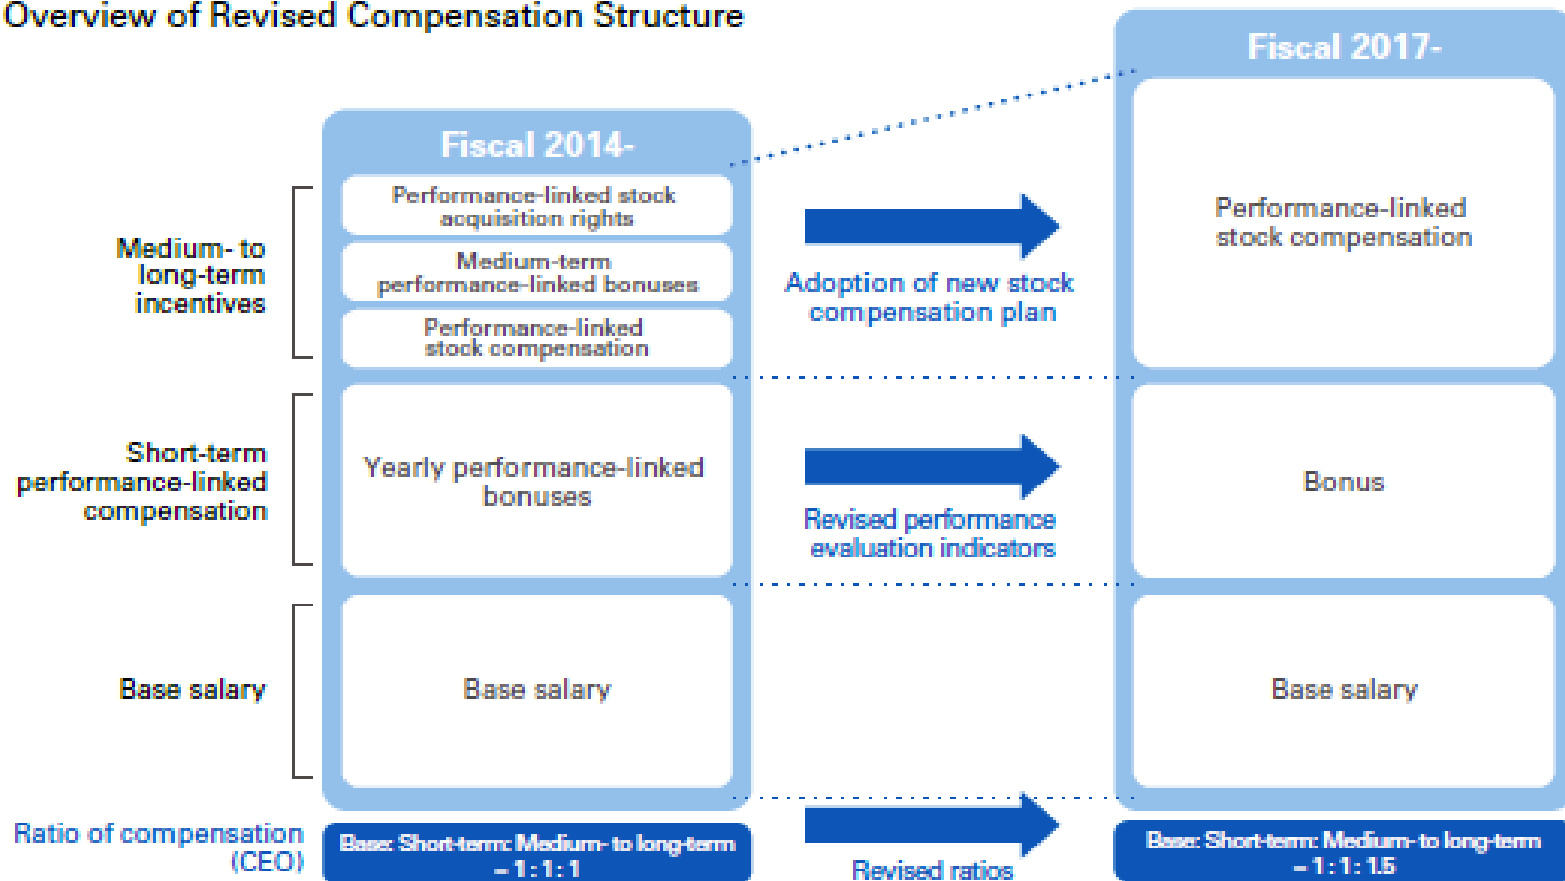 Overview of Revised Compensation Structure
Fiscal 2017-
Fiscal 2014-
Medium- to
long-term
incentives
Performance-linked stock
acquisition rights
Medium-term
performance-linked bonuses
Performance-linked
stock compensation
Adoption of new stock
compensation plan
Performance-linked
stock compensation
Short-term
performance-linked
compensation
Yearly performance-linked
bonuses
Revised performance
evaluation indicators
Bonus
Base salary
Base salary
Base salary
Ratio of compensation
(CEO)
Base: Short-term: Medium- to long-term
– 1 : 1 : 1
Revised ratios
Base: Short-term: Medium- to long-term
– 1 : 1 : 1.5